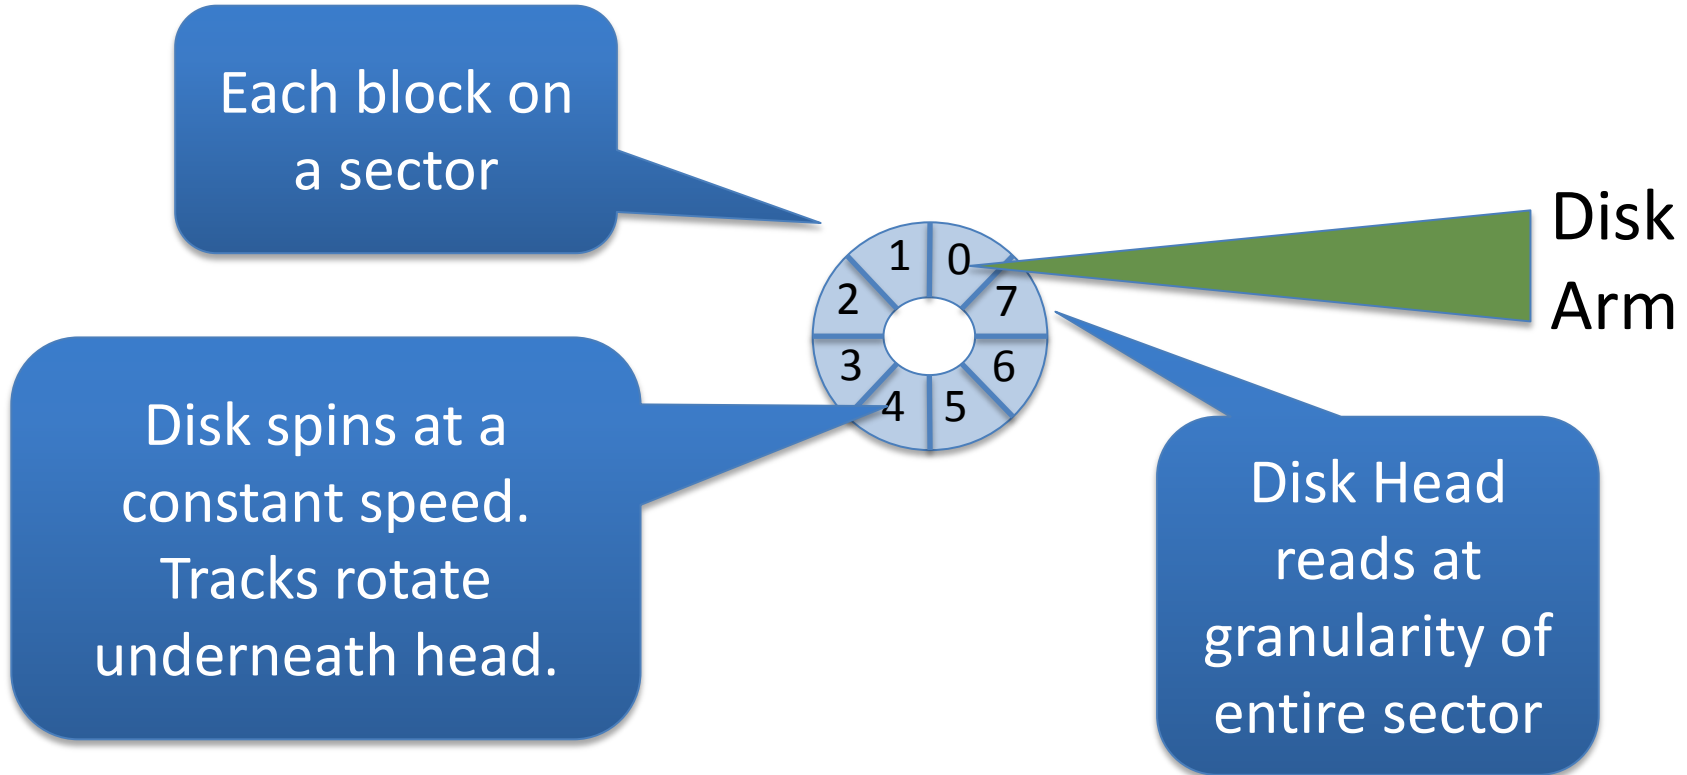 Each block on
a sector
Disk
Arm
1 0
2 7
3 6
4 5
Disk spins at a
constant speed.
Tracks rotate
underneath head.
Disk Head
reads at
granularity of
entire sector